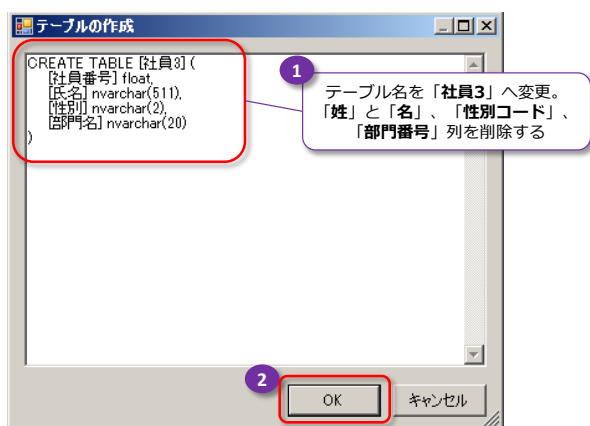 テーブルの作成
CREATE TABLE [社員3] (
[社員番号] float,
[氏名] nvarchar(511),
[性別] nvarchar(2),
[部門名] nvarchar(20)
)
1
テーブル名を「社員3」へ変更。
「姓」と「名」、「性別コード」、
「部門番号」列を削除する
2
OK
キャンセル